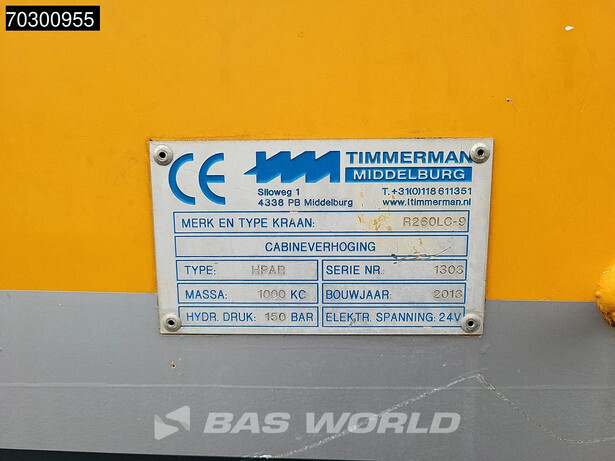 70300955
CE TIMMERMAN
MIDDELBURG
Siloweg 1 T. +31(0)118 611351
4338 PB Middelburg www.ltimmerman.nl
MERK EN TYPE KRAAN: R260LC-9
CABINEVERHOGING
TYPE: HPAR SERIE NR.: 1303
MASSA: 1000 KG BOUWJAAR: 2013
HYDR. DRUK: 150 BAR ELEKTR. SPANNING: 24V
BAS WORLD